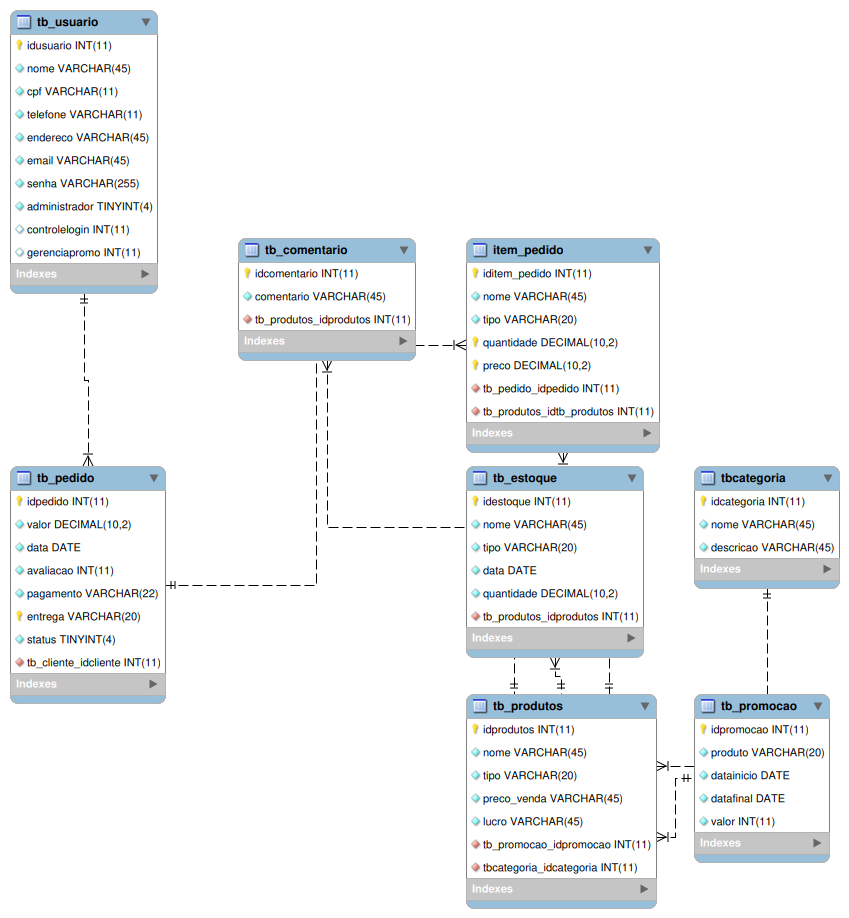 tb_usuario
idusuario INT(11)
nome VARCHAR(45)
cpf VARCHAR(11)
telefone VARCHAR(11)
endereco VARCHAR(45)
email VARCHAR(45)
senha VARCHAR(255)
administrador TINYINT(4)
controlelogin INT(11)
gerenciapromo INT(11)
Indexes
tb_comentario
idcomentario INT(11)
comentario VARCHAR(45)
tb_produtos_idprodutos INT(11)
Indexes
item_pedido
iditem_pedido INT(11)
nome VARCHAR(45)
tipo VARCHAR(20)
quantidade DECIMAL(10,2)
preco DECIMAL(10,2)
tb_pedido_idpedido INT(11)
tb_produtos_idtb_produtos INT(11)
Indexes
tb_pedido
idpedido INT(11)
valor DECIMAL(10,2)
data DATE
avaliacao INT(11)
pagamento VARCHAR(22)
entrega VARCHAR(20)
status TINYINT(4)
tb_cliente_idcliente INT(11)
Indexes
tb_estoque
idestoque INT(11)
nome VARCHAR(45)
tipo VARCHAR(20)
data DATE
quantidade DECIMAL(10,2)
tb_produtos_idprodutos INT(11)
Indexes
tbcategoria
idcategoria INT(11)
nome VARCHAR(45)
descricao VARCHAR(45)
Indexes
tb_produtos
idprodutos INT(11)
nome VARCHAR(45)
tipo VARCHAR(20)
preco_venda VARCHAR(45)
lucro VARCHAR(45)
tb_promocao_idpromocao INT(11)
tbcategoria_idcategoria INT(11)
Indexes
tb_promocao
idpromocao INT(11)
produto VARCHAR(20)
datainicio DATE
datafinal DATE
valor INT(11)
Indexes